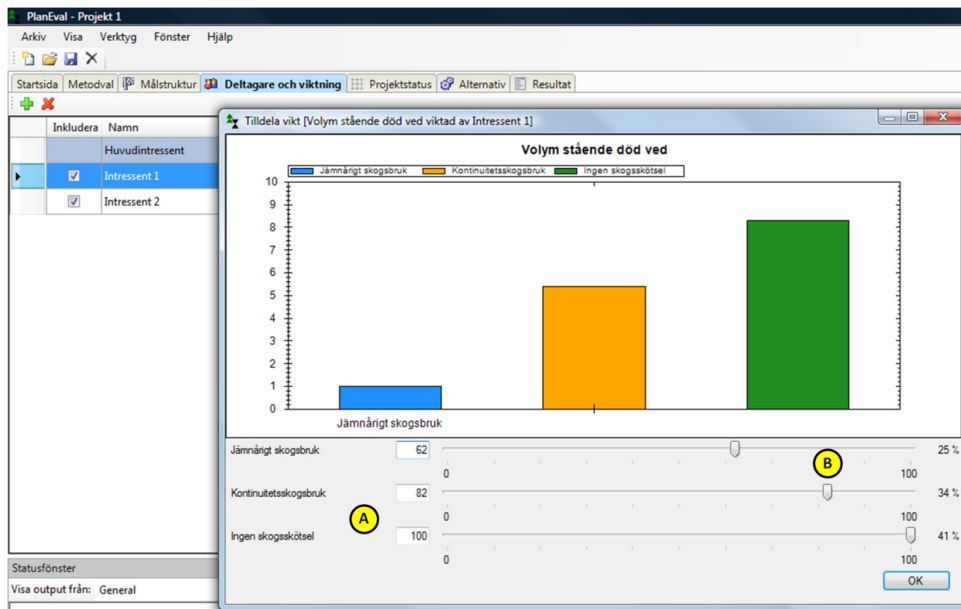 PlanEval - Projekt 1
Arkiv Visa Verktyg Fönster Hjälp
Startsida Metodval Målstruktur Deltagare och viktning Projektstatus Alternativ Resultat
Inkludera Namn
Huvudintressent
Intressent 1
Intressent 2
Tilldela vikt [Volym stående död ved viktad av Intressent 1]
Volym stående död ved
Jämnårigt skogsbruk Kontinuitetsskogsbruk Ingen skogsskötsel
10
9
8
7
6
5
4
3
2
1
0
Jämnårigt skogsbruk
Jämnårigt skogsbruk 62 25 %
0 100
B
Kontinuitetsskogsbruk 82 34 %
0 100
A
Ingen skogsskötsel 100 41 %
0 100
OK
Statusfönster
Visa output från: General